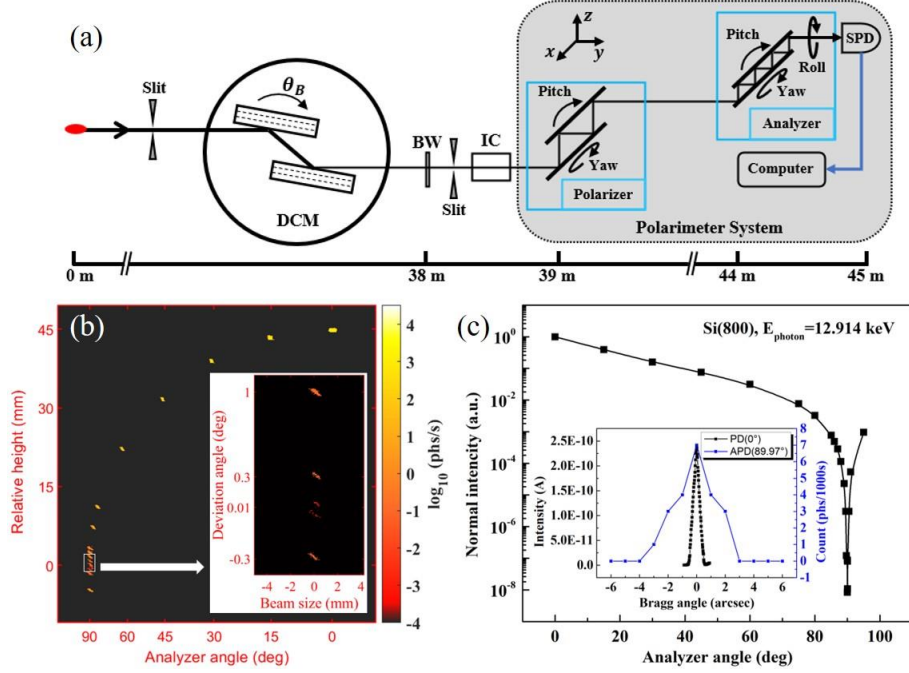 (a)
z
x
y
Pitch
Roll
SPD
Yaw
Analyzer
Slit
θB
Pitch
BW
IC
Yaw
Computer
DCM
Slit
Polarizer
Polarimeter System
0 m
38 m
39 m
44 m
45 m
(b)
45
30
15
0
Relative height (mm)
90
60
45
30
15
0
Analyzer angle (deg)
1
0.3
0.01
-0.3
Deviation angle (deg)
-4 -2 0 2 4
Beam size (mm)
4
3
2
1
0
-1
-2
-3
-4
log10 (phs/s)
(c)
Si(800), Ephoton=12.914 keV
10^0
10^-2
10^-4
10^-6
10^-8
Normal intencity (a.u.)
0 20 40 60 80 100
Analyzer angle (deg)
PD(0°)
APD(89.97°)
2.5E-10
2.0E-10
1.5E-10
1.0E-10
5.0E-11
0.0
Intensity (A)
8
7
6
5
4
3
2
1
0
-1
Count (phs/1000s)
-6 -4 -2 0 2 4 6
Bragg angle (arcsec)